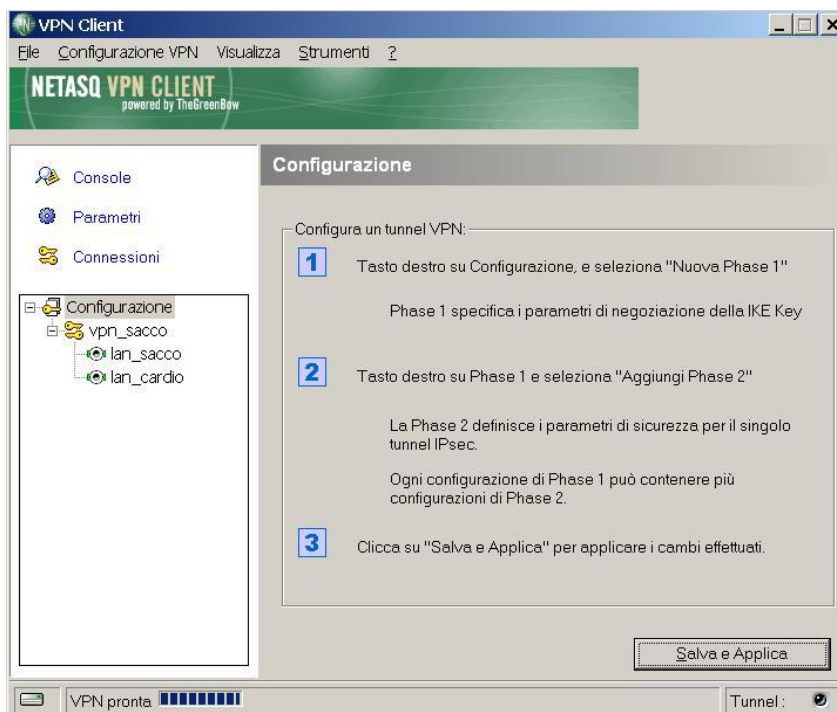 VPN Client
File Configurazione VPN Visualizza Strumenti ?
NETASQ VPN CLIENT
powered by TheGreenBow
Console
Parametri
Connessioni
Configurazione
vpn_sacco
lan_sacco
lan_cardio
Configurazione
Configura un tunnel VPN:
1 Tasto destro su Configurazione, e seleziona "Nuova Phase 1"
Phase 1 specifica i parametri di negoziazione della IKE Key
2 Tasto destro su Phase 1 e seleziona "Aggiungi Phase 2"
La Phase 2 definisce i parametri di sicurezza per il singolo
tunnel IPsec.
Ogni configurazione di Phase 1 può contenere più
configurazioni di Phase 2.
3 Clicca su "Salva e Applica" per applicare i cambi effettuati.
Salva e Applica
VPN pronta
Tunnel :